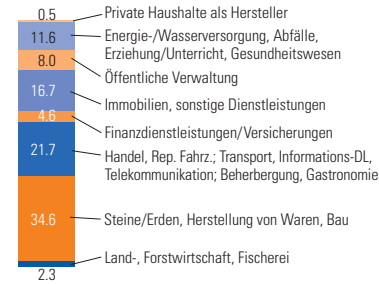 0.5 Private Haushalte als Hersteller
11.6 Energie-/Wasserversorgung, Abfälle,
Erziehung/Unterricht, Gesundheitswesen
8.0 Öffentliche Verwaltung
16.7 Immobilien, sonstige Dienstleistungen
4.6 Finanzdienstleistungen/Versicherungen
21.7 Handel, Rep. Fahrz.; Transport, Informations-DL,
Telekommunikation; Beherbergung, Gastronomie
34.6 Steine/Erden, Herstellung von Waren, Bau
Land-, Forstwirtschaft, Fischerei
2.3